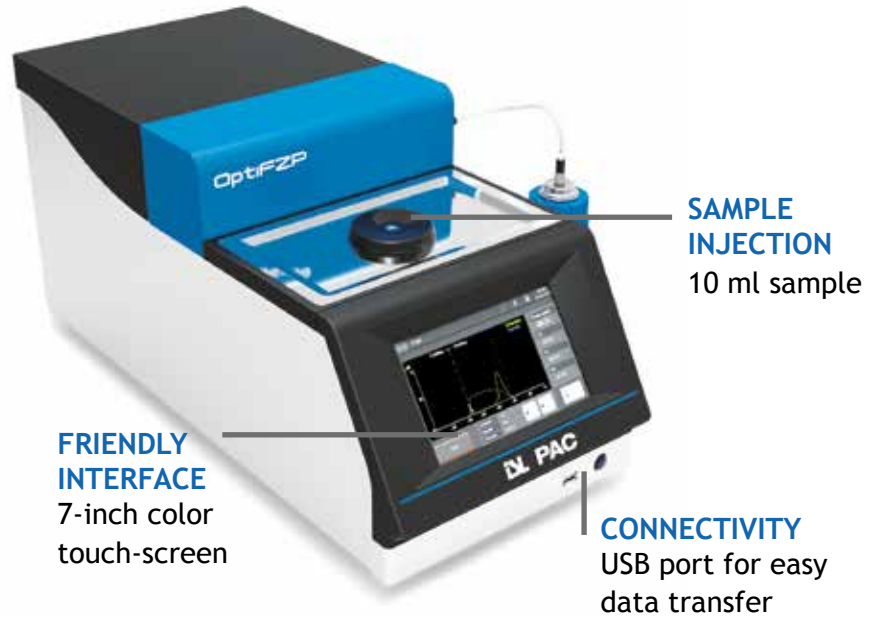 OptiFZP
SAMPLE
INJECTION
10 ml sample
FRIENDLY
INTERFACE
7-inch color
touch-screen
PAC
CONNECTIVITY
USB port for easy
data transfer